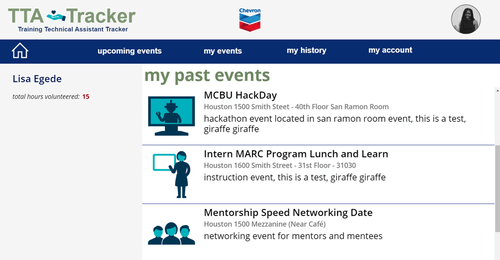 TTA Tracker
Training Technical Assistant Tracker
Chevron
upcoming events
my events
my history
my account
Lisa Egede
total hours volunteered: 15
my past events
MCBU HackDay
Houston 1500 Smith Steet - 40th Floor San Ramon Room
hackathon event located in san ramon room event, this is a test,
giraffe giraffe
Intern MARC Program Lunch and Learn
Houston 1600 Smith Street - 31st Floor - 31030
instruction event, this is a test, giraffe giraffe
Mentorship Speed Networking Date
Houston 1500 Mezzanine (Near Café)
networking event for mentors and mentees